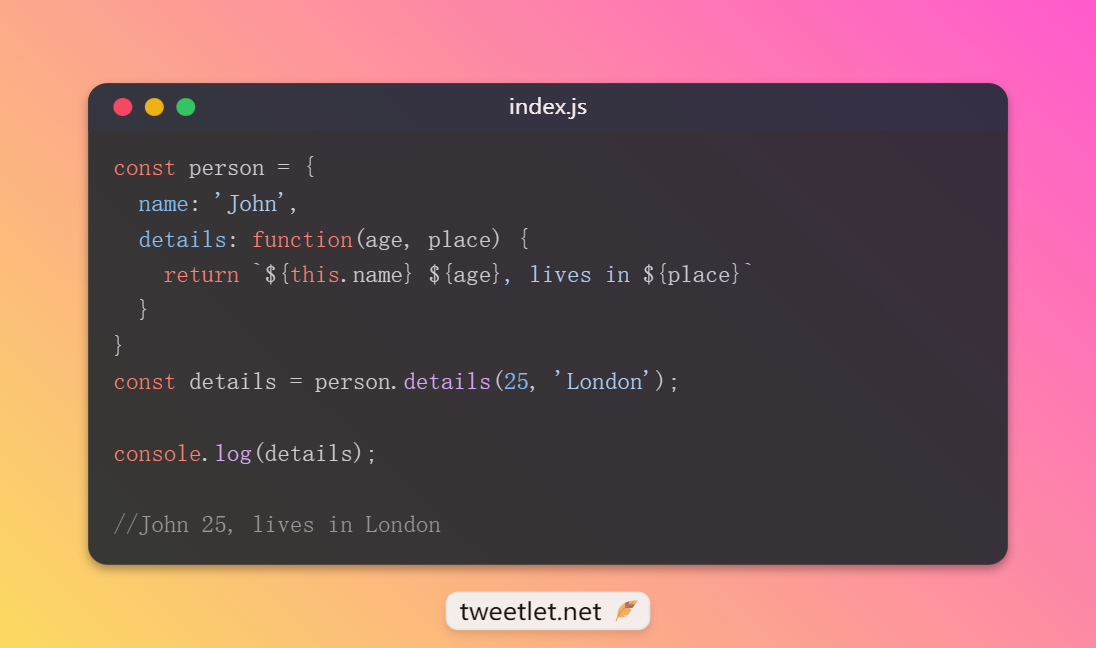 index.js
const person = {
  name: 'John',
  details: function(age, place) {
    return `${this.name} ${age}, lives in ${place}`
  }
}
const details = person.details(25, 'London');
console.log(details);
//John 25, lives in London
tweetlet.net